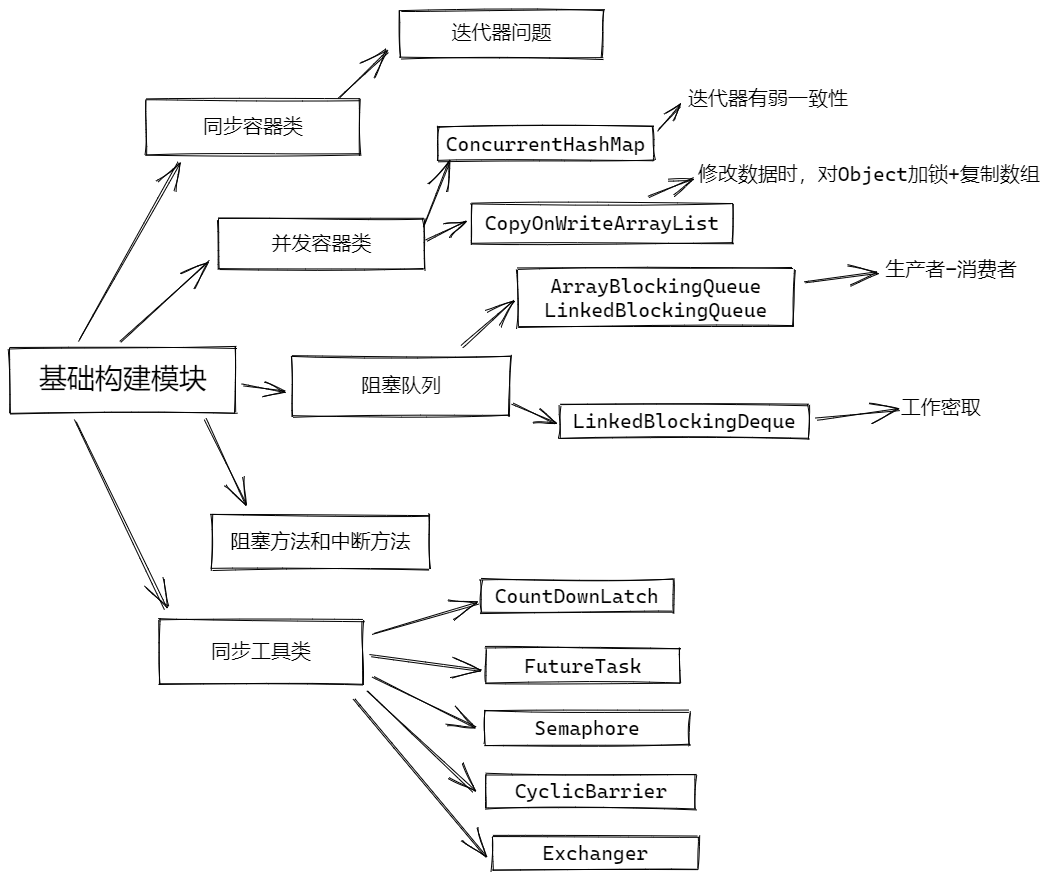 迭代器问题
同步容器类
迭代器有弱一致性
ConcurrentHashMap
修改数据时，对Object加锁+复制数组
CopyOnWriteArrayList
并发容器类
生产者-消费者
ArrayBlockingQueue
LinkedBlockingQueue
基础构建模块
阻塞队列
工作密取
LinkedBlockingDeque
阻塞方法和中断方法
CountDownLatch
同步工具类
FutureTask
Semaphore
CyclicBarrier
Exchanger